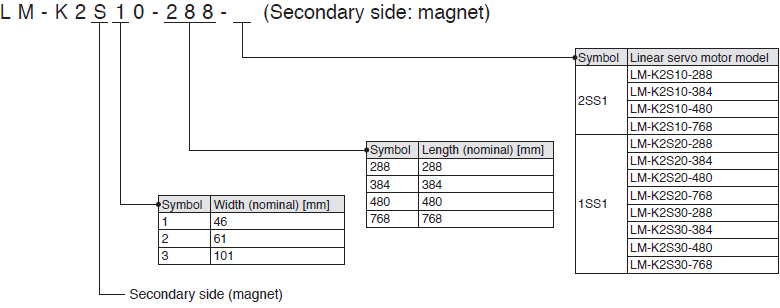 LM-K2S10-288-_ (Secondary side: magnet)
Symbol Linear servo motor model
2SS1
LM-K2S10-288
LM-K2S10-384
LM-K2S10-480
LM-K2S10-768
1SS1
LM-K2S20-288
LM-K2S20-384
LM-K2S20-480
LM-K2S20-768
LM-K2S30-288
LM-K2S30-384
LM-K2S30-480
LM-K2S30-768
Symbol Length (nominal) [mm]
288 288
384 384
480 480
768 768
Symbol Width (nominal) [mm]
1 46
2 61
3 101
Secondary side (magnet)